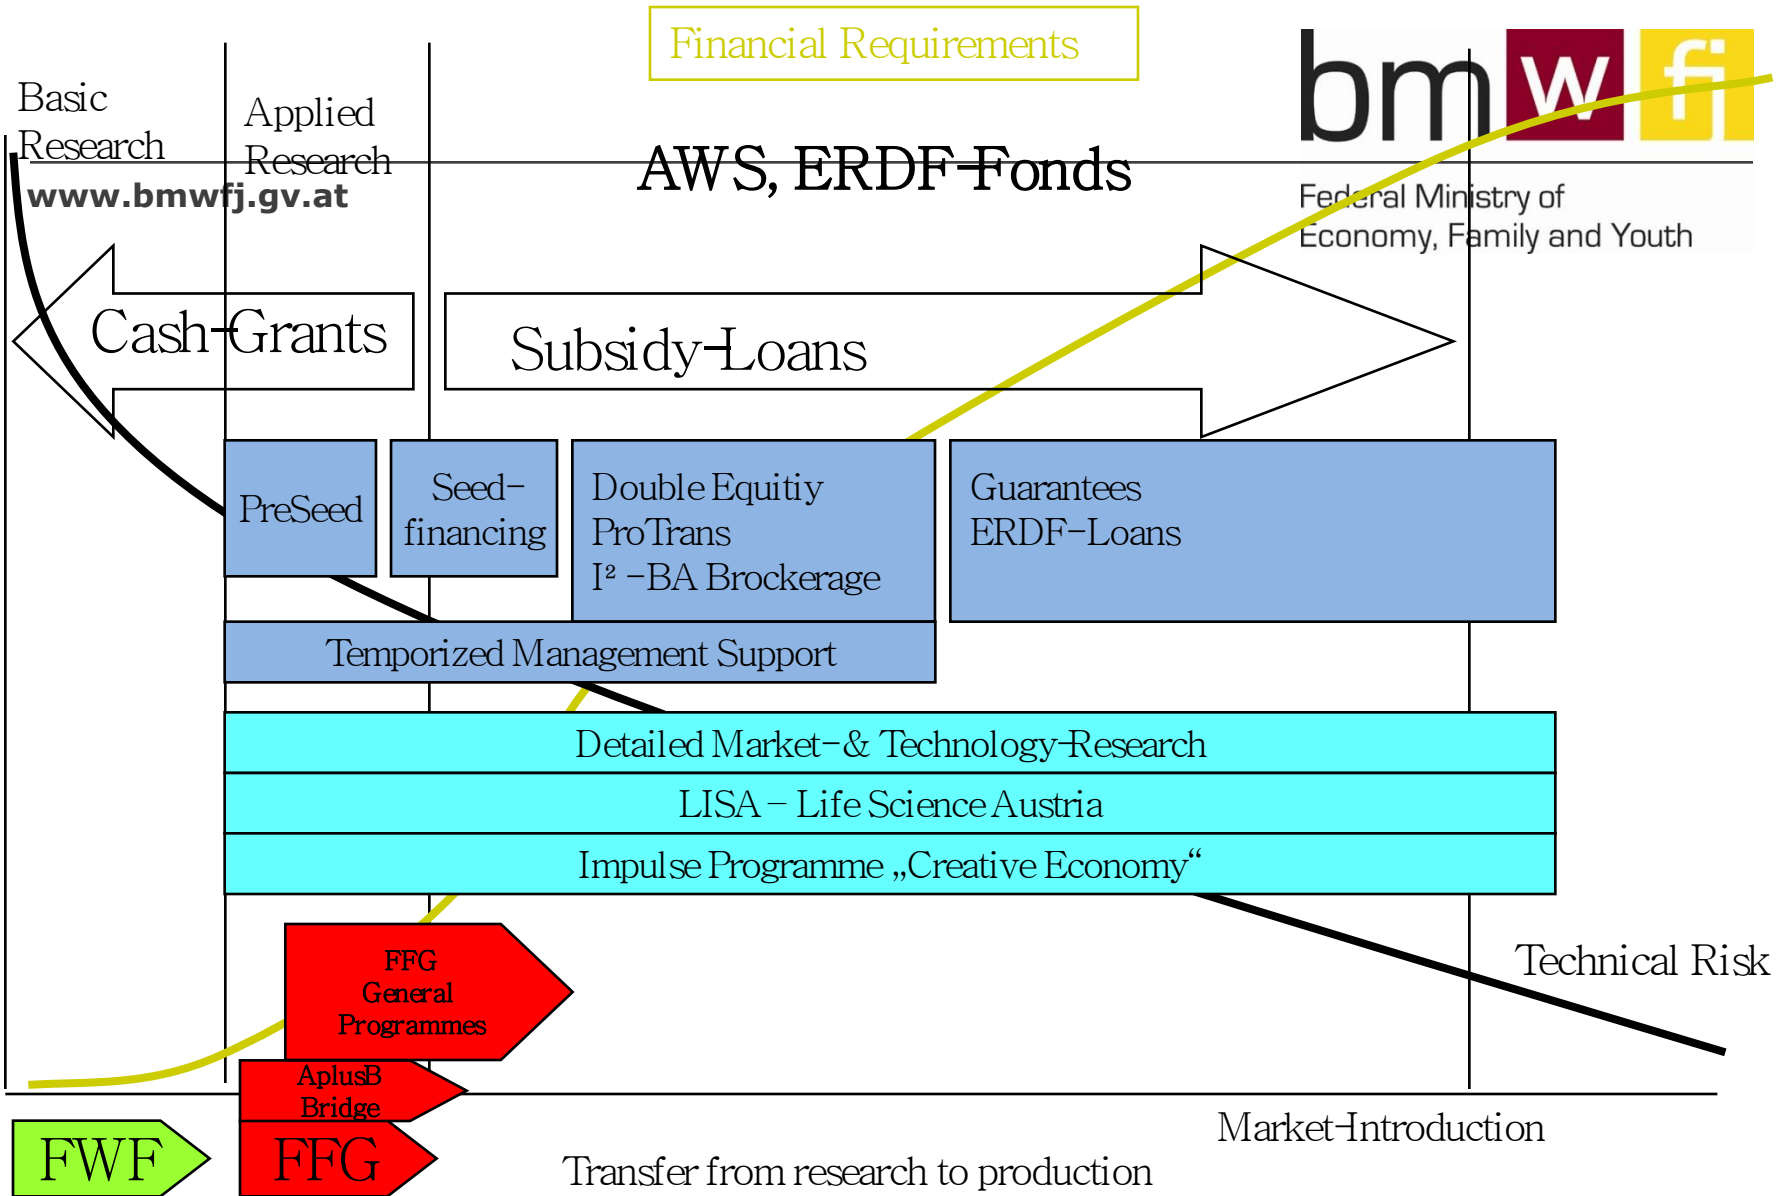 Financial Requirements
bmwfj
Basic
Research
Applied
Research
AWS, ERDF-Fonds
www.bmwfj.gv.at
Federal Ministry of
Economy, Family and Youth
Cash-Grants
Subsidy-Loans
PreSeed
Seed-
financing
Double Equitiy
ProTrans
I² -BA Brockerage
Guarantees
ERDF-Loans
Temporized Management Support
Detailed Market-& Technology-Research
LISA – Life Science Austria
Impulse Programme „Creative Economy“
FFG
General
Programmes
Technical Risk
AplusB
Bridge
Market-Introduction
FWF
FFG
Transfer from research to production